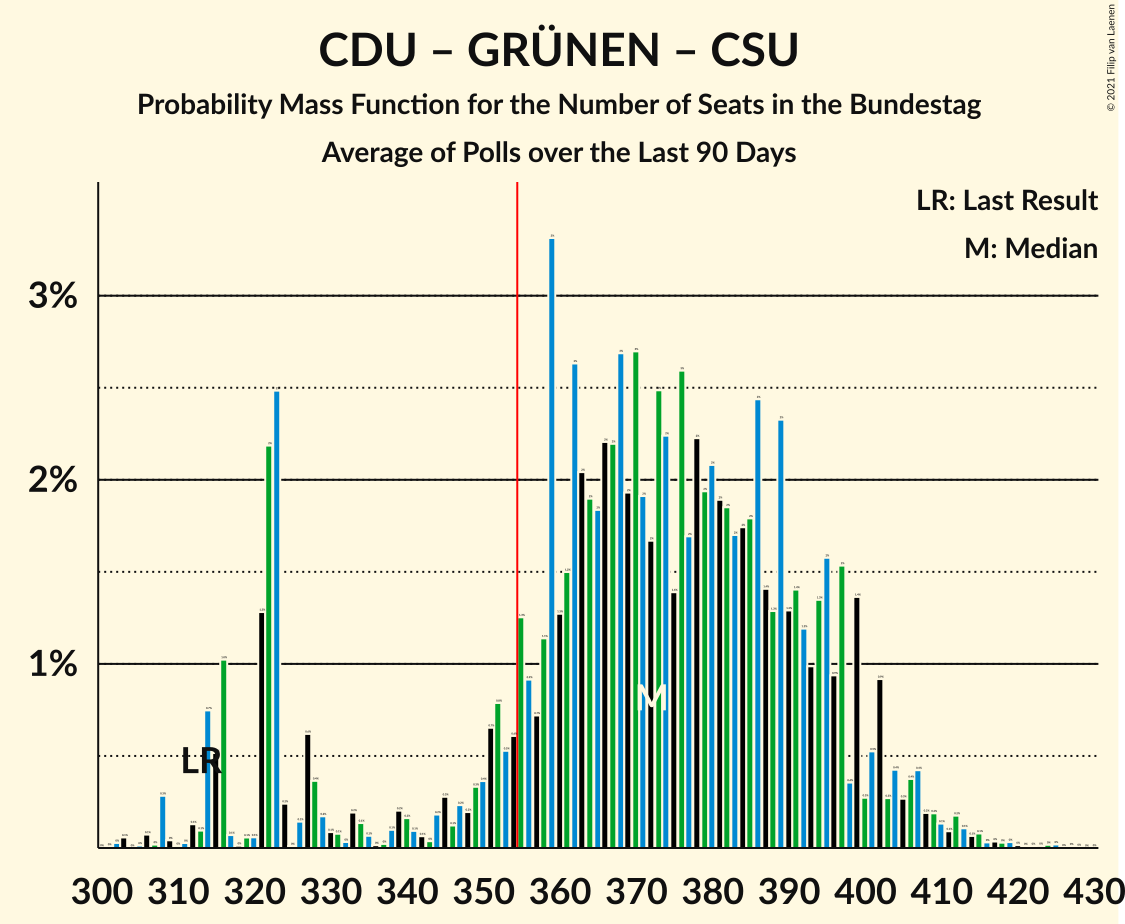 CDU – GRÜNEN – CSU
Probability Mass Function for the Number of Seats in the Bundestag
Average of Polls over the Last 90 Days
© 2021 Filip van Laenen
LR: Last Result
M: Median
3%
2%
1%
LR
M
300 310 320 330 340 350 360 370 380 390 400 410 420 430